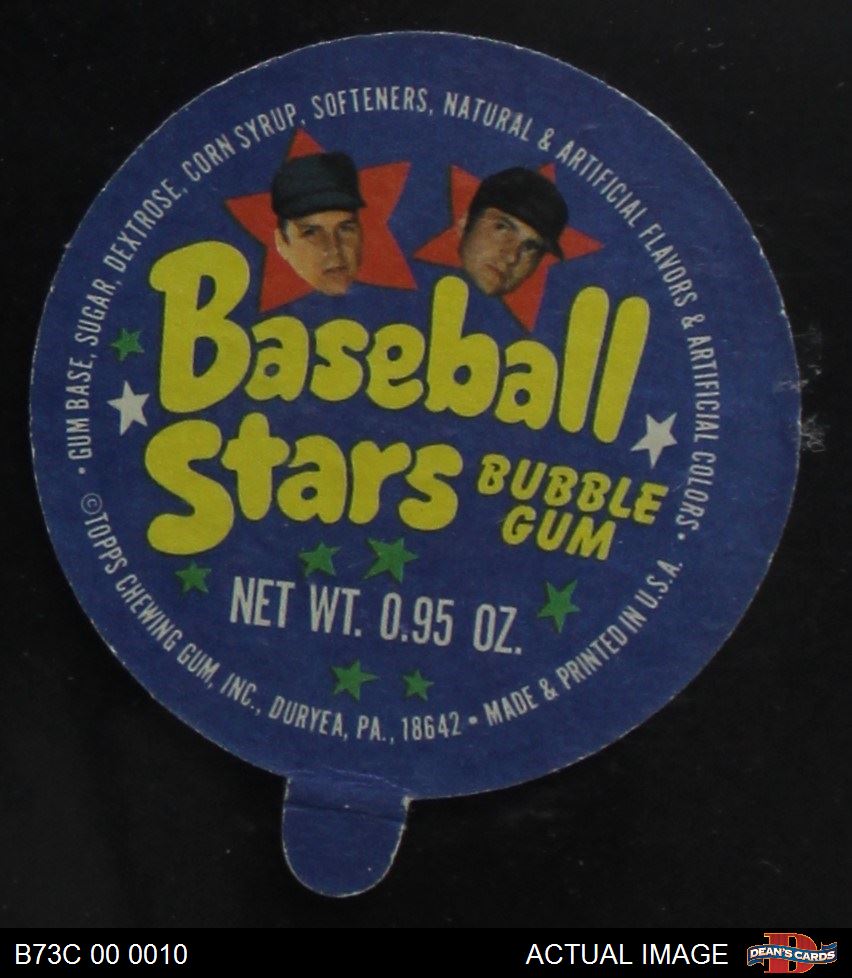 • GUM BASE, SUGAR, DEXTROSE, CORN SYRUP, SOFTENERS, NATURAL & ARTIFICIAL FLAVORS & ARTIFICIAL COLORS •
Baseball
Stars
BUBBLE
GUM
NET WT. 0.95 OZ.
©TOPPS CHEWING GUM, INC., DURYEA, PA., 18642 • MADE & PRINTED IN U.S.A.
B73C 00 0010
ACTUAL IMAGE
DEAN'S CARDS